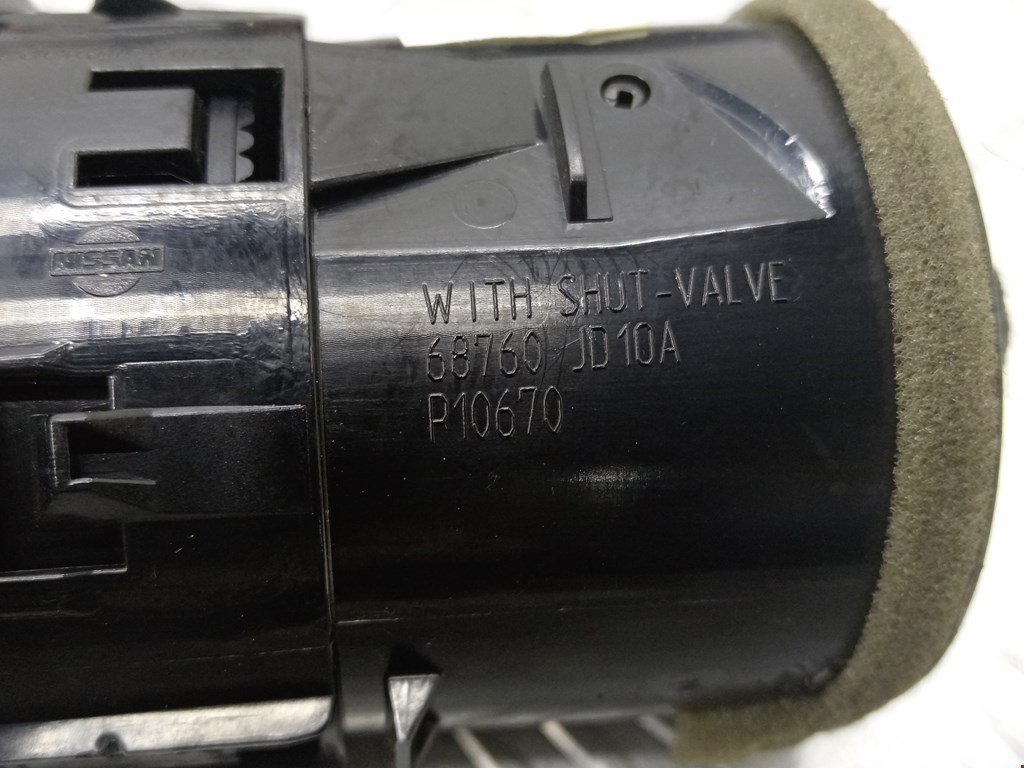 NISSAN
WITH SHUT-VALVE
68760 JD10A
P10670